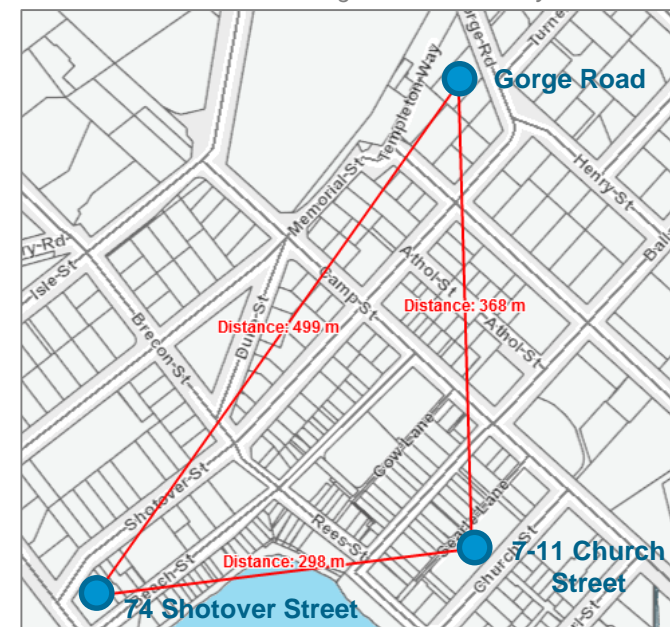 Gorge Road
Templeton-Way
Memorial-St
Henry-St
Athol-St
Athol-St
Camp-St
Distance: 368 m
Distance: 499 m
Isle-St
Brecon-St
Cow-Lane
Shotover-St
Rees-St
Searle-Lane
Church-St
Beach-St
Distance: 298 m
7-11 Church
Street
74 Shotover Street